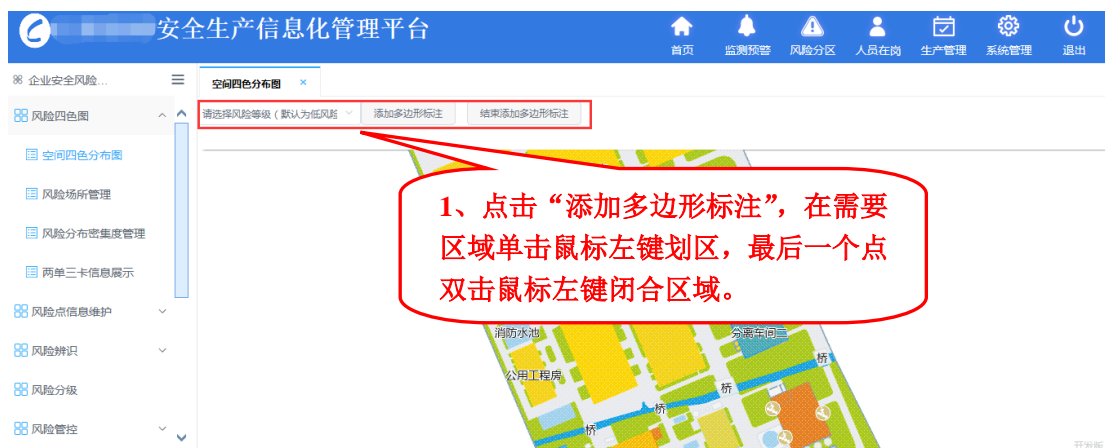 安全生产信息化管理平台
首页
监测预警
风险分区
人员在岗
生产管理
系统管理
退出
企业安全风险...
空间四色分布图 ×
风险四色图
请选择风险等级（默认为低风险
添加多边形标注
结束添加多边形标注
空间四色分布图
风险场所管理
风险分布密集度管理
两单三卡信息展示
风险点信息维护
风险辨识
风险分级
风险管控
1、点击“添加多边形标注”，在需要
区域单击鼠标左键划区，最后一个点
双击鼠标左键闭合区域。
消防水池
分离车间二
桥
公用工程房
桥
桥
桥
开发版